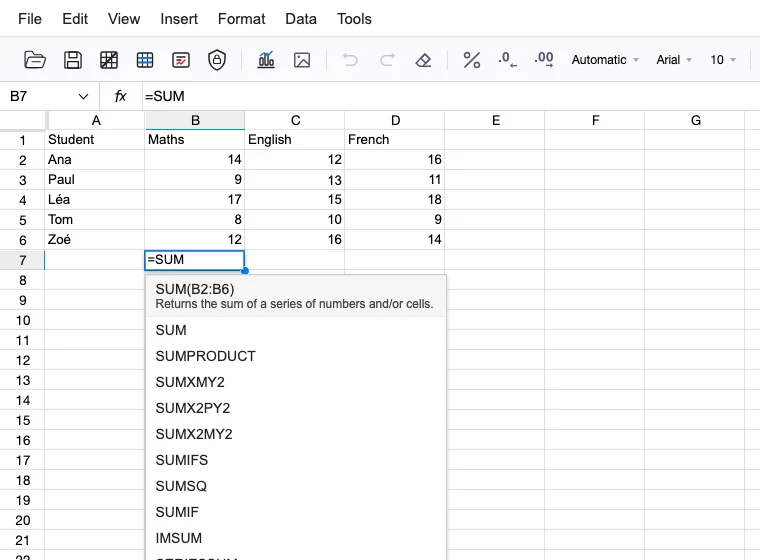 File Edit View Insert Format Data Tools
.0 .00 Automatic Arial 10
B7 fx =SUM
A B C D E F G
1 Student Maths English French
2 Ana 14 12 16
3 Paul 9 13 11
4 Léa 17 15 18
5 Tom 8 10 9
6 Zoé 12 16 14
7 =SUM
8 SUM(B2:B6)
9 Returns the sum of a series of numbers and/or cells.
10 SUM
11
12 SUMPRODUCT
13 SUMXMY2
14 SUMX2PY2
15
16 SUMX2MY2
17 SUMIFS
18 SUMSQ
19
20 SUMIF
21 IMSUM